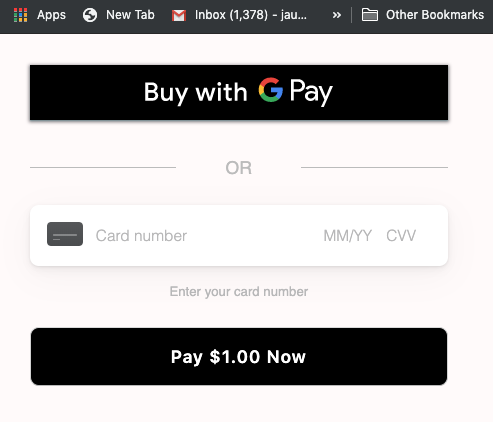 Apps New Tab Inbox (1,378) - jau... » Other Bookmarks
Buy with G Pay
OR
Card number MM/YY CVV
Enter your card number
Pay $1.00 Now